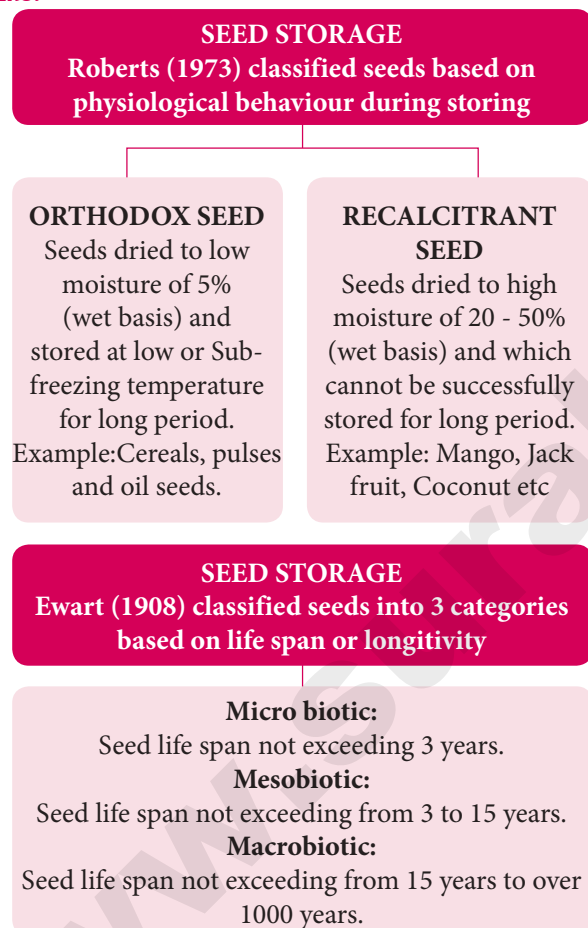 SEED STORAGE
Roberts (1973) classified seeds based on
physiological behaviour during storing
ORTHODOX SEED
Seeds dried to low
moisture of 5%
(wet basis) and
stored at low or Sub-
freezing temperature
for long period.
Example:Cereals, pulses
and oil seeds.
RECALCITRANT
SEED
Seeds dried to high
moisture of 20 - 50%
(wet basis) and which
cannot be successfully
stored for long period.
Example: Mango, Jack
fruit, Coconut etc
SEED STORAGE
Ewart (1908) classified seeds into 3 categories
based on life span or longitivity
Micro biotic:
Seed life span not exceeding 3 years.
Mesobiotic:
Seed life span not exceeding from 3 to 15 years.
Macrobiotic:
Seed life span not exceeding from 15 years to over
1000 years.